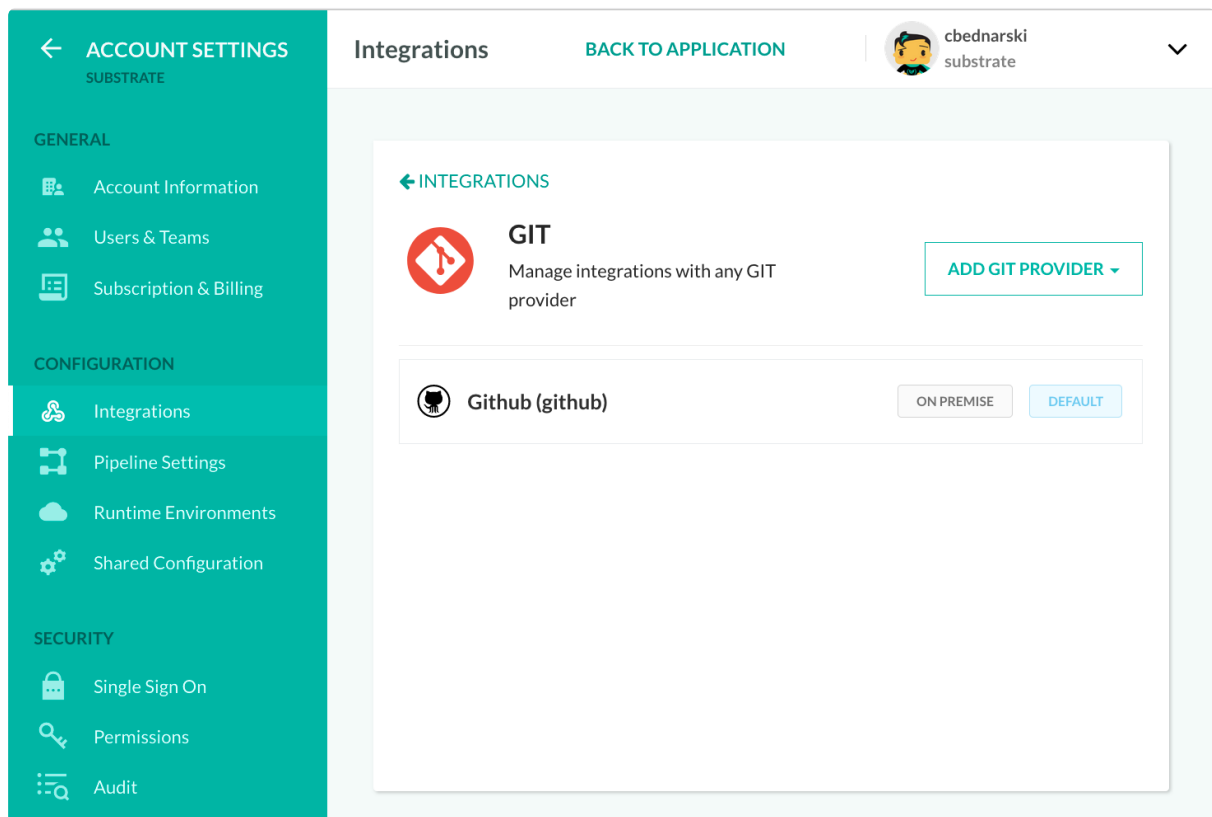 ACCOUNT SETTINGS
SUBSTRATE
GENERAL
Account Information
Users & Teams
Subscription & Billing
CONFIGURATION
Integrations
Pipeline Settings
Runtime Environments
Shared Configuration
SECURITY
Single Sign On
Permissions
Audit
Integrations
BACK TO APPLICATION
cbednarski
substrate
INTEGRATIONS
GIT
Manage integrations with any GIT
provider
ADD GIT PROVIDER
Github (github)
ON PREMISE
DEFAULT